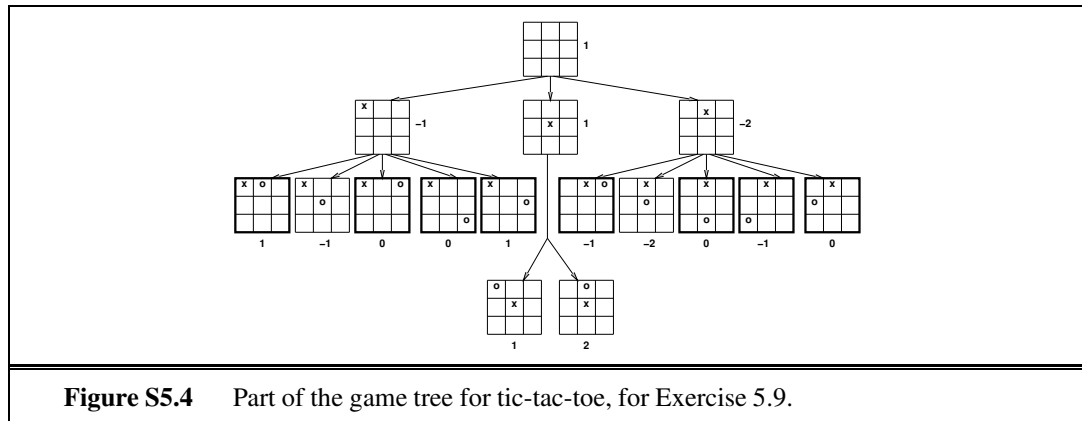 1
x
−1
x
1
x
−2
x o
x
o
x o
x
o
x
o
x o
x
o
x
o
x
o
x
o
1
−1
0
0
1
−1
−2
0
−1
0
o
x
o
x
1
2
Figure S5.4 Part of the game tree for tic-tac-toe, for Exercise 5.9.